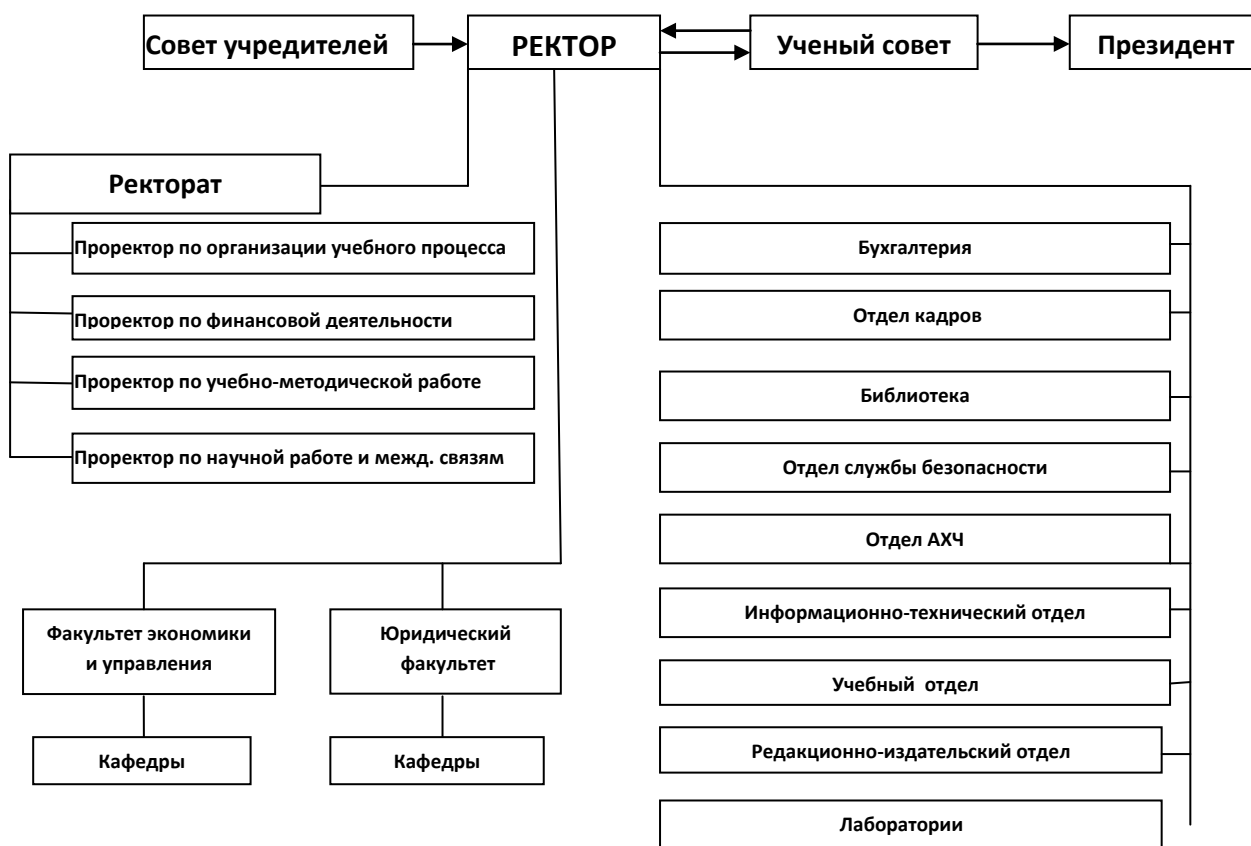 Совет учредителей
РЕКТОР
Ученый совет
Президент
Ректорат
Проректор по организации учебного процесса
Проректор по финансовой деятельности
Проректор по учебно-методической работе
Проректор по научной работе и межд. связям
Факультет экономики
и управления
Кафедры
Юридический
факультет
Кафедры
Бухгалтерия
Отдел кадров
Библиотека
Отдел службы безопасности
Отдел АХЧ
Информационно-технический отдел
Учебный отдел
Редакционно-издательский отдел
Лаборатории